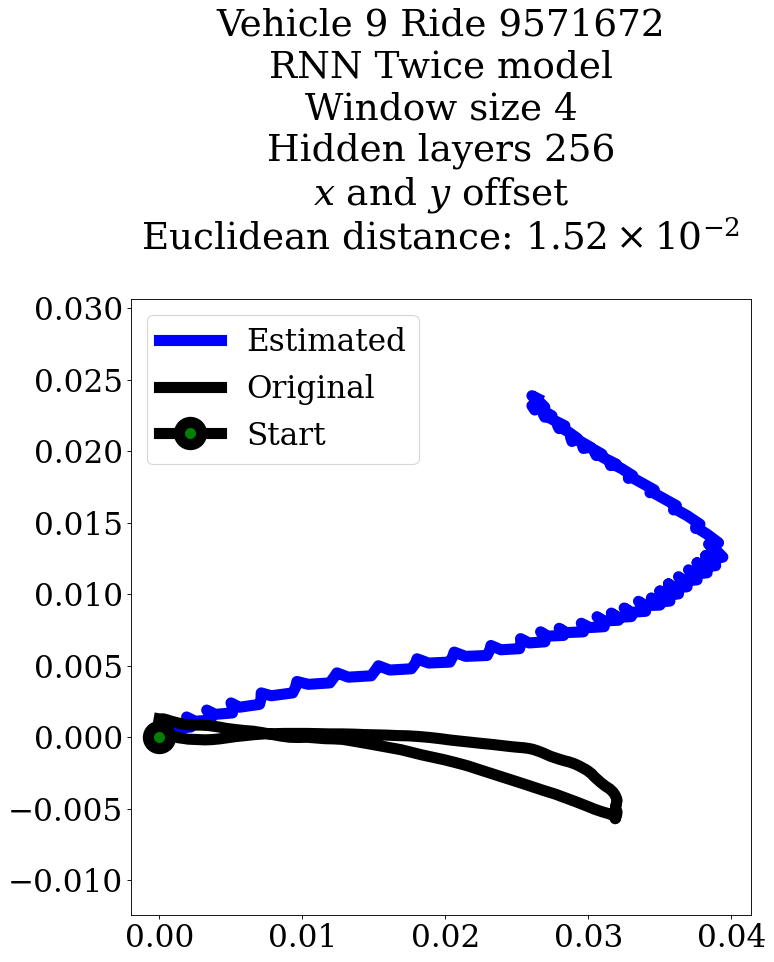 Vehicle 9 Ride 9571672
RNN Twice model
Window size 4
Hidden layers 256
x and y offset
Euclidean distance: 1.52 × 10⁻²
0.030
Estimated
0.025
Original
Start
0.020
0.015
0.010
0.005
0.000
−0.005
−0.010
0.00 0.01 0.02 0.03 0.04